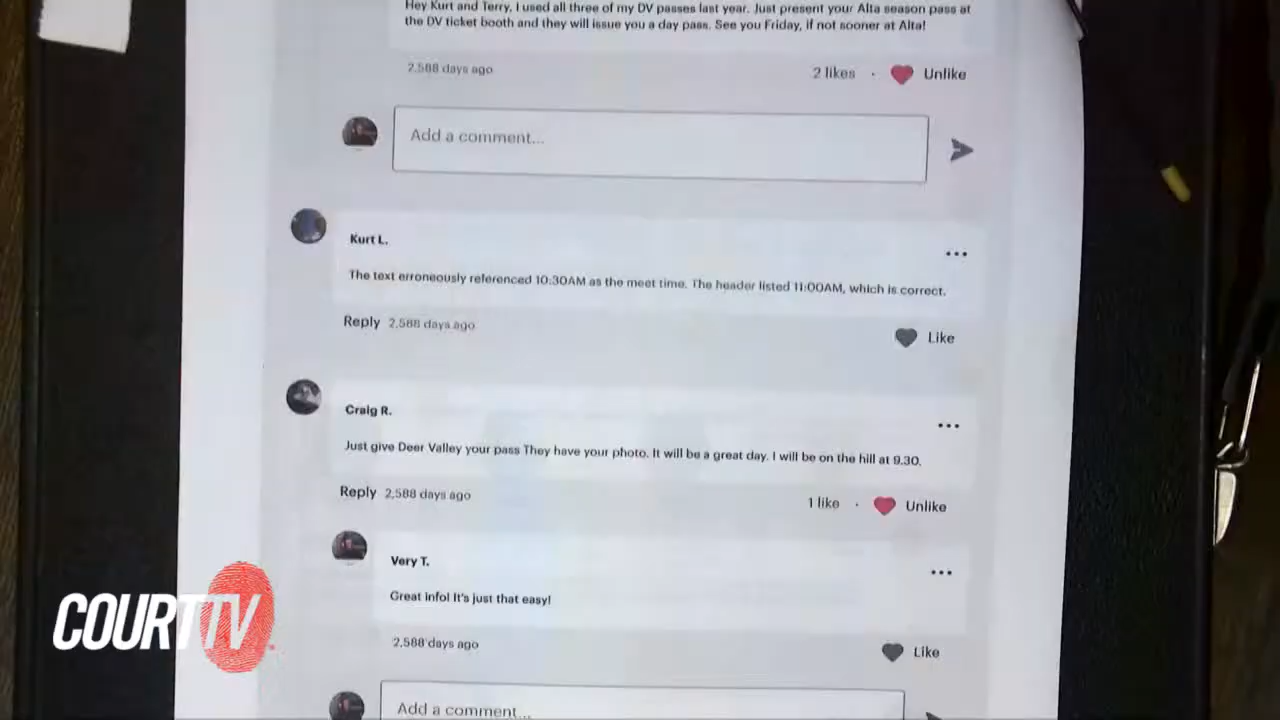 Hey Kurt and Terry, I used all three of my DV passes last year. Just present your Alta season pass at
the DV ticket booth and they will issue you a day pass. See you Friday, if not sooner at Alta!
2,588 days ago
2 likes · Unlike
Add a comment...
Kurt L.
The text erroneously referenced 10:30AM as the meet time. The header listed 11:00AM, which is correct.
Reply 2,588 days ago
Like
Craig R.
Just give Deer Valley your pass They have your photo. It will be a great day. I will be on the hill at 9.30.
Reply 2,588 days ago
1 like · Unlike
Very T.
Great info! It's just that easy!
2,588 days ago
Like
Add a comment...
COURT TV